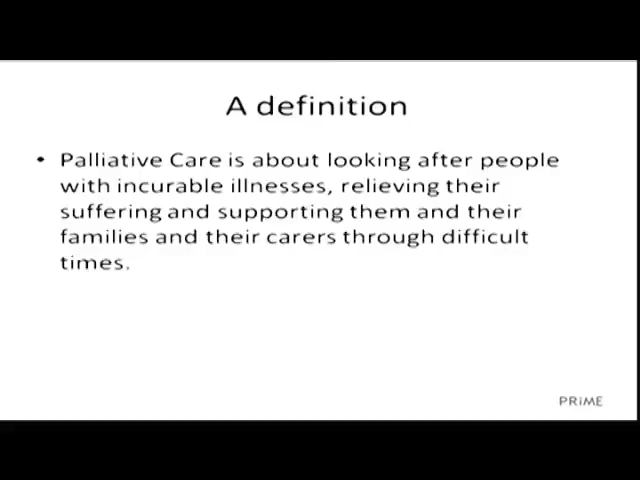 A definition
• Palliative Care is about looking after people
with incurable illnesses, relieving their
suffering and supporting them and their
families and their carers through difficult
times.
PRiME